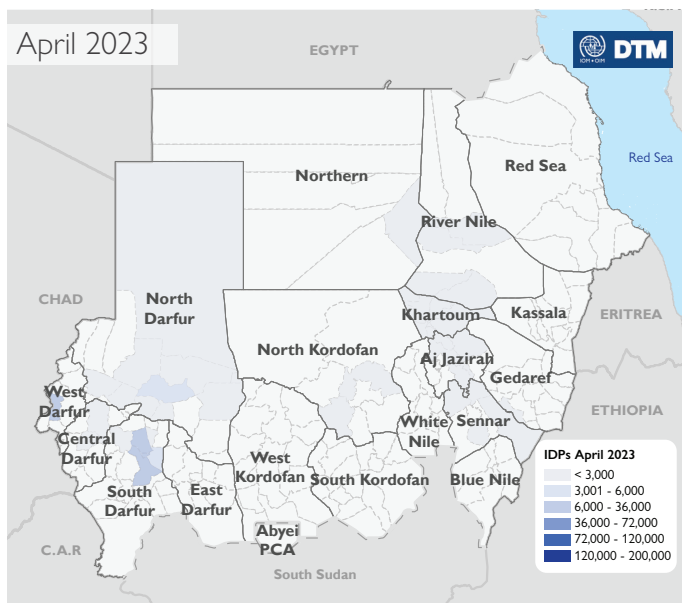 April 2023
EGYPT
IOM • OIM
DTM
Red Sea
Red Sea
Northern
River Nile
CHAD
North
Darfur
Khartoum
Kassala
ERITREA
North Kordofan
Aj Jazirah
Gedaref
West
Darfur
ETHIOPIA
White
Nile
Sennar
Central
Darfur
West
Kordofan
South Kordofan
Blue Nile
South
Darfur
East
Darfur
Abyei
PCA
C.A.R
South Sudan
IDPs April 2023
< 3,000
3,001 - 6,000
6,000 - 36,000
36,000 - 72,000
72,000 - 120,000
120,000 - 200,000